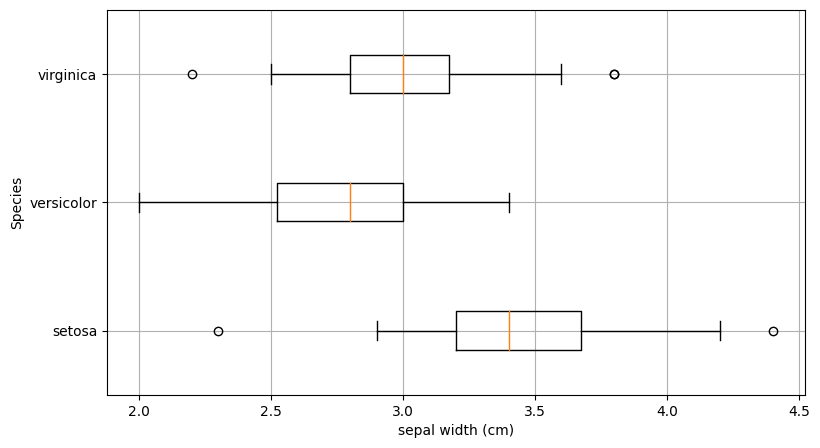 virginica
versicolor
setosa
Species
2.0 2.5 3.0 3.5 4.0 4.5
sepal width (cm)